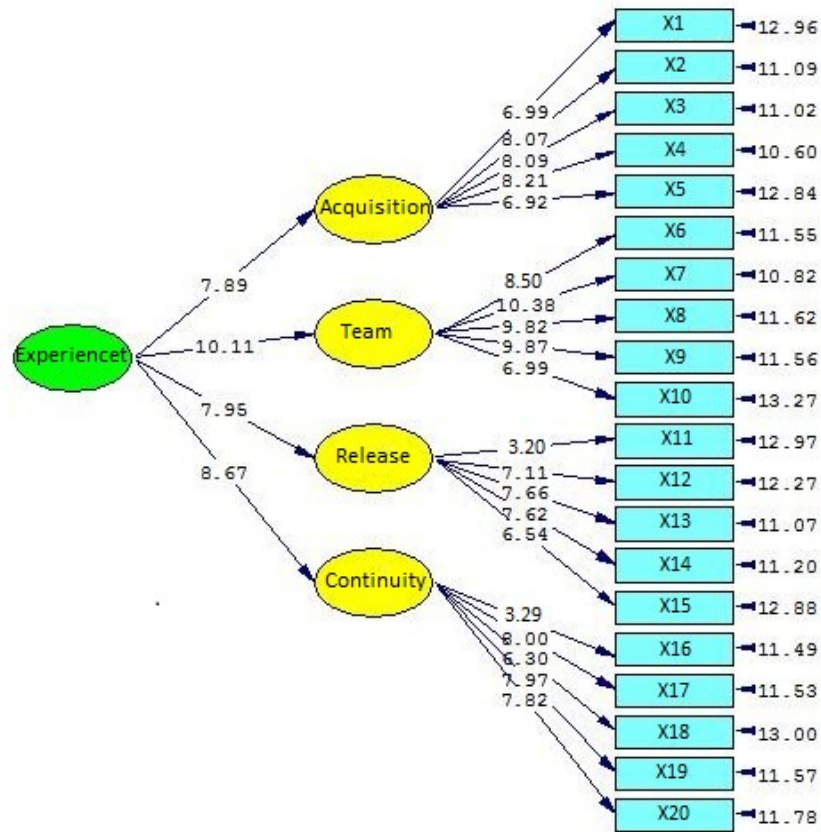 X1
12.96
X2
11.09
6.99
X3
11.02
8.07
8.09
X4
10.60
8.21
Acquisition
6.92
X5
12.84
X6
11.55
7.89
8.50
X7
10.82
10.38
Team
9.82
X8
11.62
10.11
Experiencet
9.87
X9
11.56
6.99
X10
13.27
7.95
3.20
X11
12.97
Release
7.11
X12
12.27
8.67
7.66
7.62
X13
11.07
6.54
X14
11.20
Continuity
X15
12.88
3.29
8.00
X16
11.49
6.30
7.97
X17
11.53
7.82
X18
13.00
X19
11.57
X20
11.78